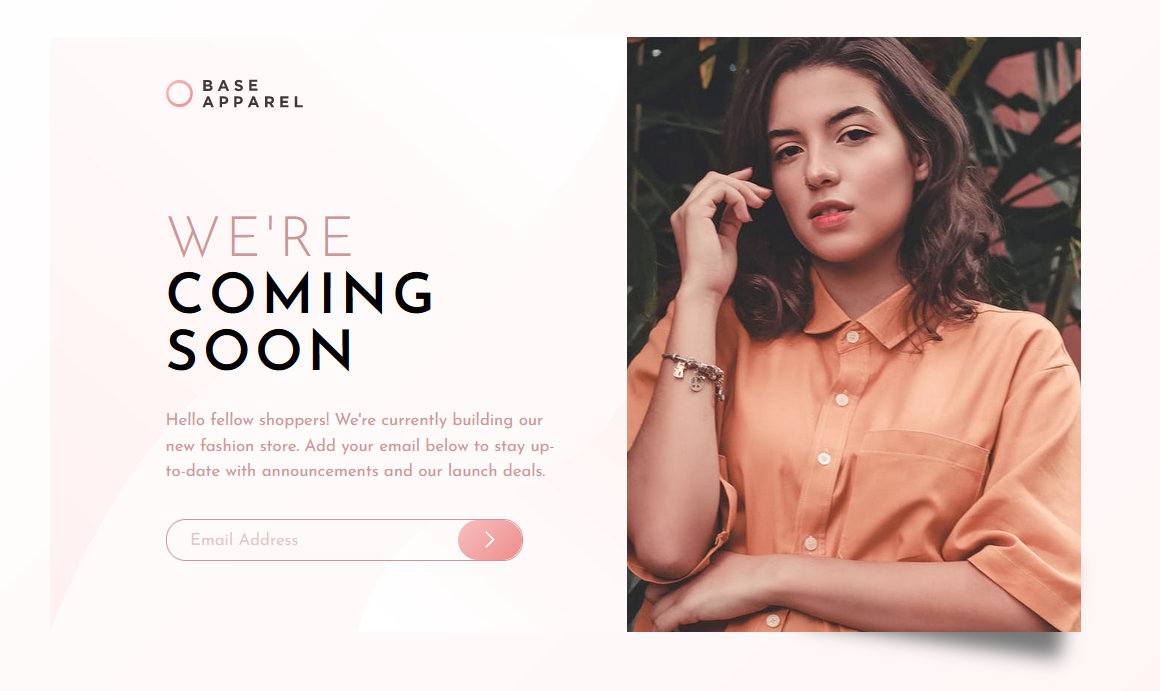 BASE
APPAREL
WE'RE
COMING
SOON
Hello fellow shoppers! We're currently building our
new fashion store. Add your email below to stay up-
to-date with announcements and our launch deals.
Email Address